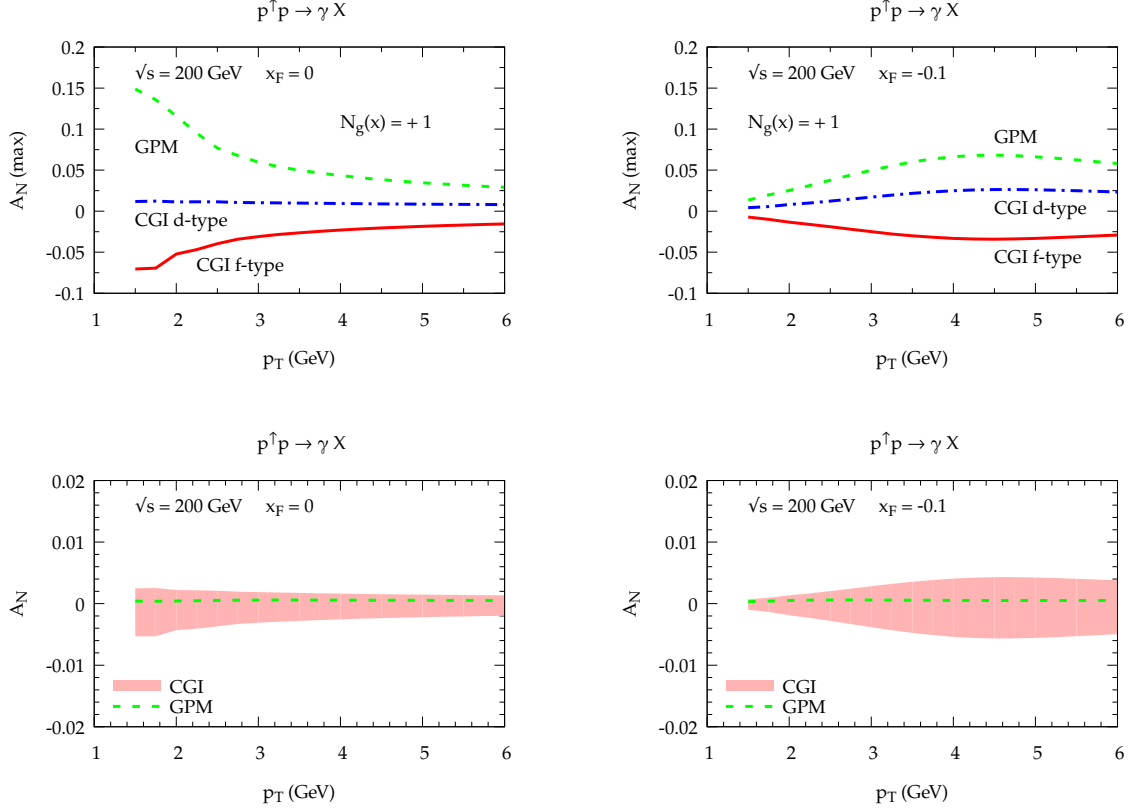 p↑p → γ X
√s = 200 GeV x_F = 0
N_g(x) = + 1
GPM
CGI d-type
CGI f-type
A_N (max)
0.2
0.15
0.1
0.05
0
-0.05
-0.1
1 2 3 4 5 6
p_T (GeV)
p↑p → γ X
√s = 200 GeV x_F = -0.1
N_g(x) = + 1
GPM
CGI d-type
CGI f-type
A_N (max)
0.2
0.15
0.1
0.05
0
-0.05
-0.1
1 2 3 4 5 6
p_T (GeV)
p↑p → γ X
√s = 200 GeV x_F = 0
A_N
0.02
0.01
0
-0.01
-0.02
CGI
GPM
1 2 3 4 5 6
p_T (GeV)
p↑p → γ X
√s = 200 GeV x_F = -0.1
A_N
0.02
0.01
0
-0.01
-0.02
CGI
GPM
1 2 3 4 5 6
p_T (GeV)